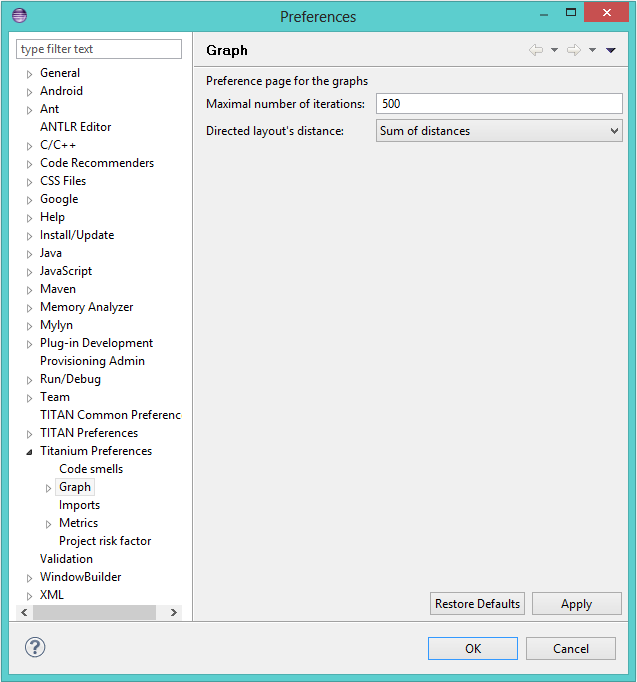 Preferences
type filter text
General
Android
Ant
ANTLR Editor
C/C++
Code Recommenders
CSS Files
Google
Help
Install/Update
Java
JavaScript
Maven
Memory Analyzer
Mylyn
Plug-in Development
Provisioning Admin
Run/Debug
Team
TITAN Common Preferenc
TITAN Preferences
Titanium Preferences
Code smells
Graph
Imports
Metrics
Project risk factor
Validation
WindowBuilder
XML
Graph
Preference page for the graphs
Maximal number of iterations: 500
Directed layout's distance: Sum of distances
Restore Defaults Apply
? OK Cancel